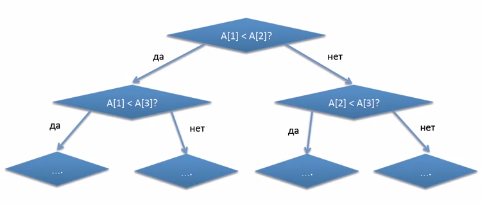 A[1] < A[2]?
да
нет
A[1] < A[3]?
A[2] < A[3]?
да
нет
да
нет
….
….
….
….